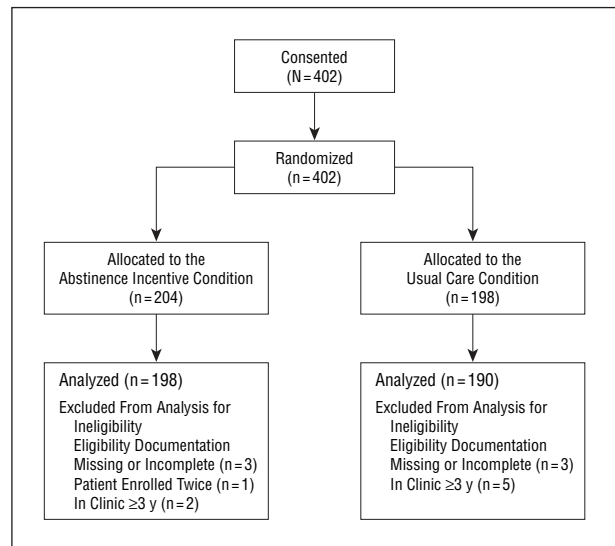 Consented
(N=402)
Randomized
(n=402)
Allocated to the
Abstinence Incentive Condition
(n=204)
Allocated to the
Usual Care Condition
(n=198)
Analyzed (n=198)
Excluded From Analysis for
Ineligibility
Eligibility Documentation
Missing or Incomplete (n=3)
Patient Enrolled Twice (n=1)
In Clinic ≥3 y (n=2)
Analyzed (n=190)
Excluded From Analysis for
Ineligibility
Eligibility Documentation
Missing or Incomplete (n=3)
In Clinic ≥3 y (n=5)